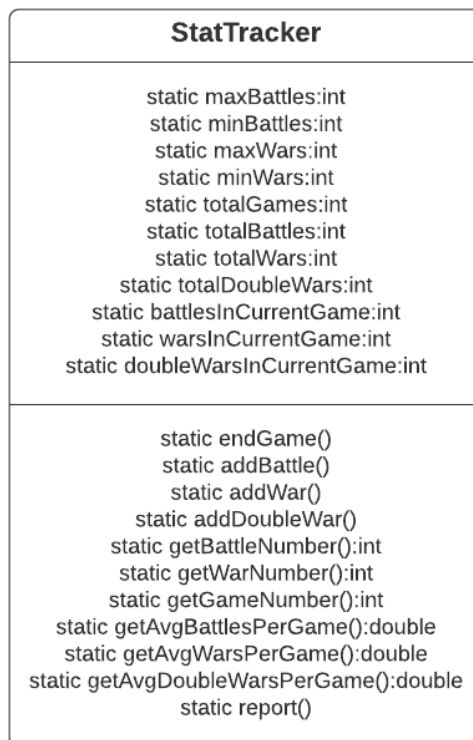 StatTracker
static maxBattles:int
static minBattles:int
static maxWars:int
static minWars:int
static totalGames:int
static totalBattles:int
static totalWars:int
static totalDoubleWars:int
static battlesInCurrentGame:int
static warsInCurrentGame:int
static doubleWarsInCurrentGame:int
static endGame()
static addBattle()
static addWar()
static addDoubleWar()
static getBattleNumber():int
static getWarNumber():int
static getGameNumber():int
static getAvgBattlesPerGame():double
static getAvgWarsPerGame():double
static getAvgDoubleWarsPerGame():double
static report()